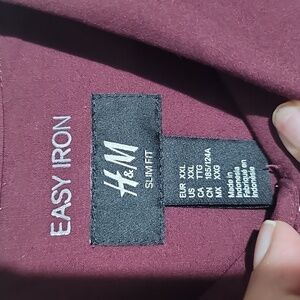 EASY IRON
H&M
SLIM FIT
EUR XXL
US XXL
CA TTG
CN 185/124A
MX XXG
Made in
Indonesia
Fabriqué en
Indonésie